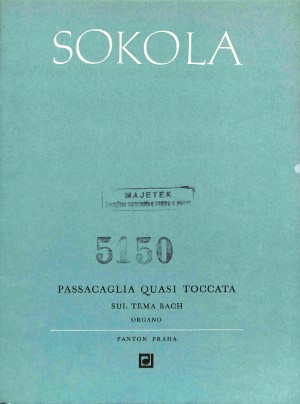 SOKOLA
MAJETEK
5150
PASSACAGLIA QUASI TOCCATA
SUL TEMA BACH
ORGANO
PANTON PRAHA